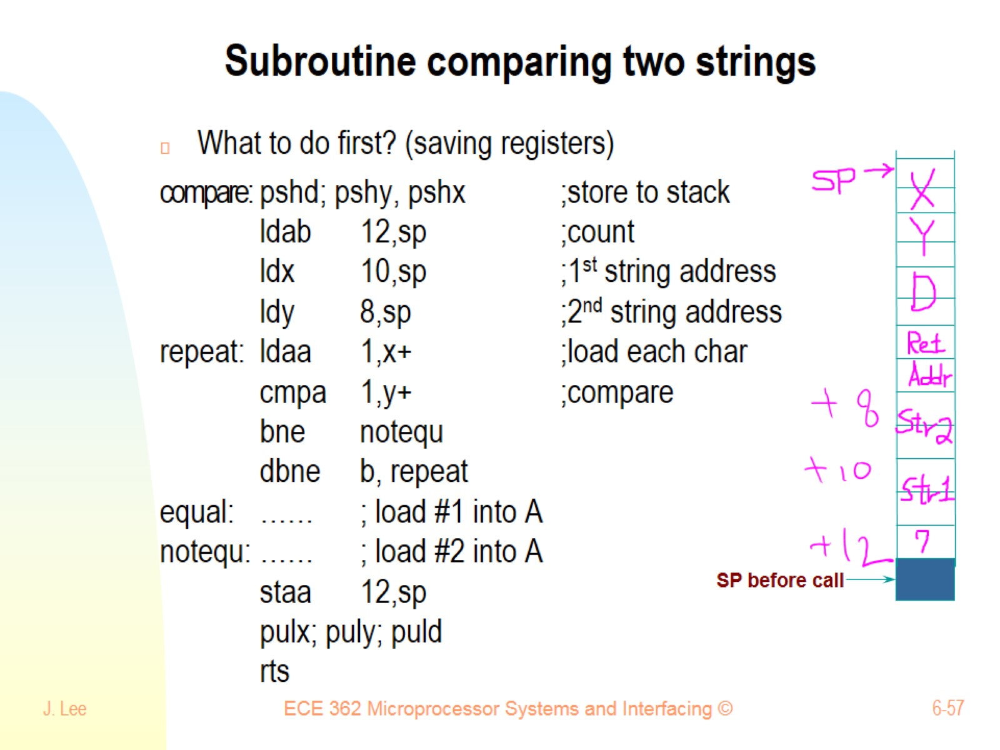 Subroutine comparing two strings
What to do first? (saving registers)
compare: pshd; pshy, pshx ;store to stack
ldab 12,sp ;count
ldx 10,sp ;1st string address
ldy 8,sp ;2nd string address
repeat: ldaa 1,x+ ;load each char
cmpa 1,y+ ;compare
bne notequ
dbne b, repeat
equal: ...... ; load #1 into A
notequ: ...... ; load #2 into A
staa 12,sp
pulx; puly; puld
rts
SP → X
Y
D
Ret
Addr
+8 Str2
+10 Str1
+12 7
SP before call
J. Lee ECE 362 Microprocessor Systems and Interfacing © 6-57